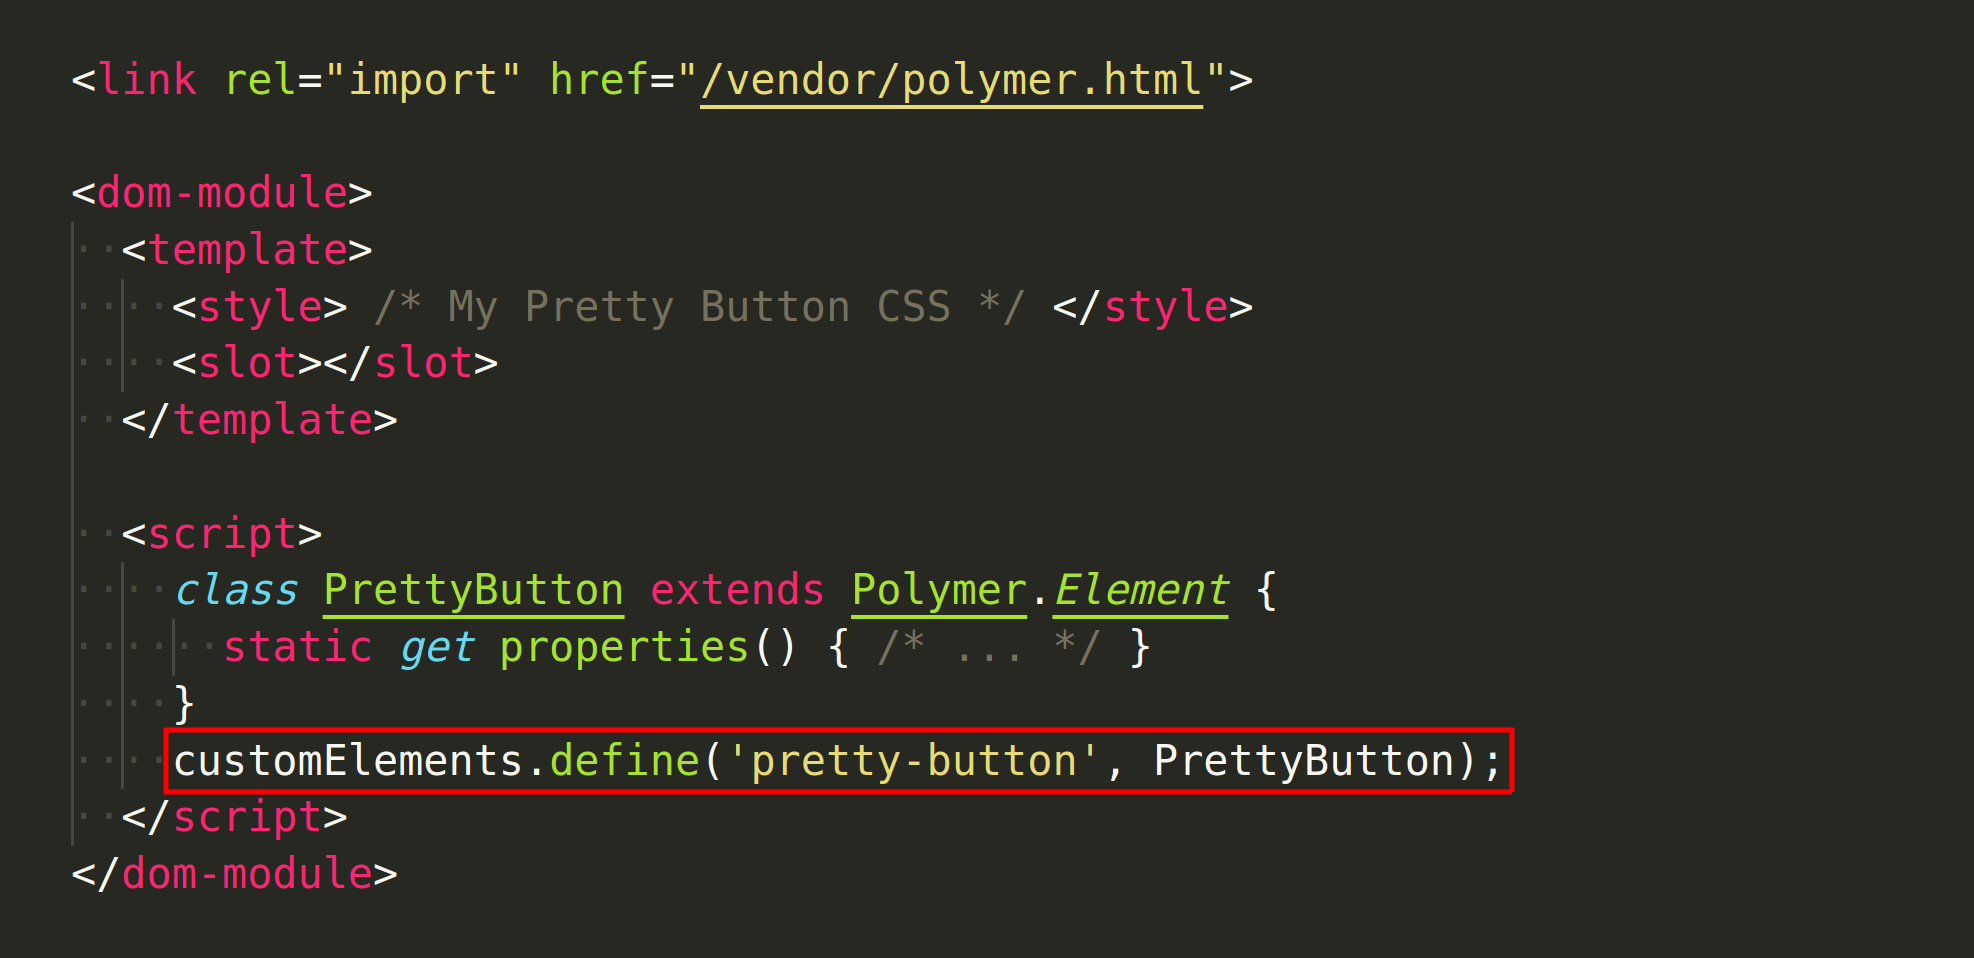 <link rel="import" href="/vendor/polymer.html">
<dom-module>
<template>
<style> /* My Pretty Button CSS */ </style>
<slot></slot>
</template>
<script>
class PrettyButton extends Polymer.Element {
static get properties() { /* ... */ }
}
customElements.define('pretty-button', PrettyButton);
</script>
</dom-module>